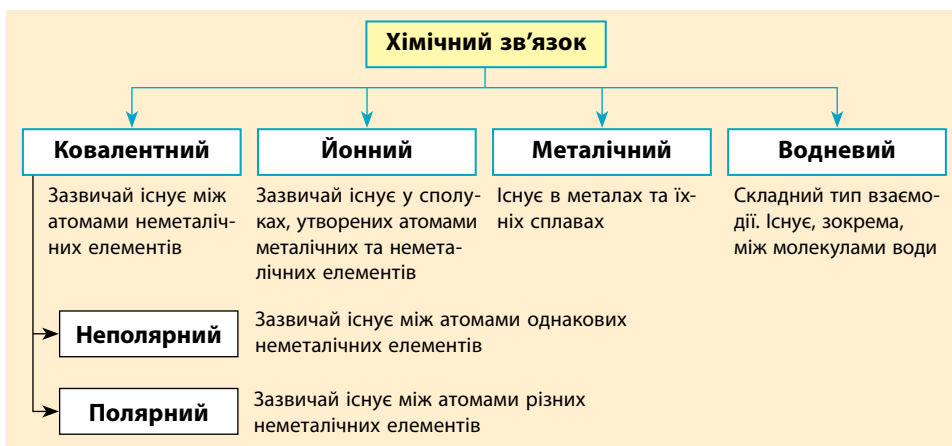 Хімічний зв’язок
Ковалентний
Зазвичай існує між
атомами неметаліч-
них елементів
Йонний
Зазвичай існує у сполу-
ках, утворених атомами
металічних та немета-
лічних елементів
Металічний
Існує в металах та їх-
ніх сплавах
Водневий
Складний тип взаємо-
дії. Існує, зокрема,
між молекулами води
Неполярний
Зазвичай існує між атомами однакових
неметалічних елементів
Полярний
Зазвичай існує між атомами різних
неметалічних елементів